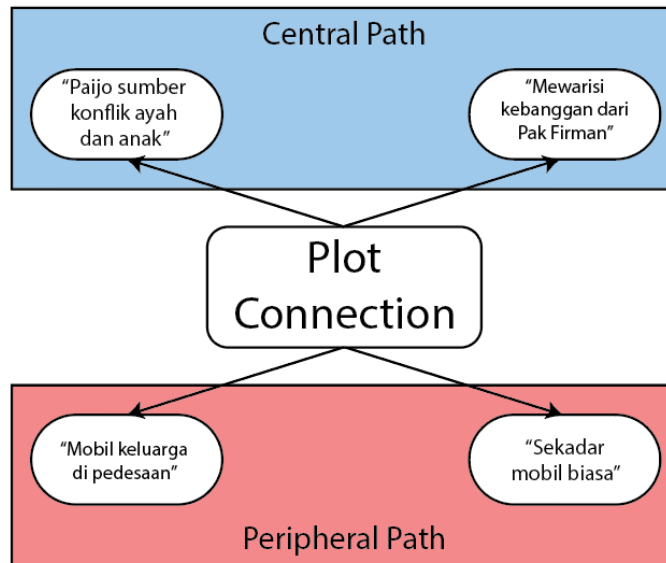 Central Path
“Paijo sumber
konflik ayah
dan anak”
“Mewarisi
kebanggan dari
Pak Firman”
Plot
Connection
“Mobil keluarga
di pedesaan”
“Sekadar
mobil biasa”
Peripheral Path